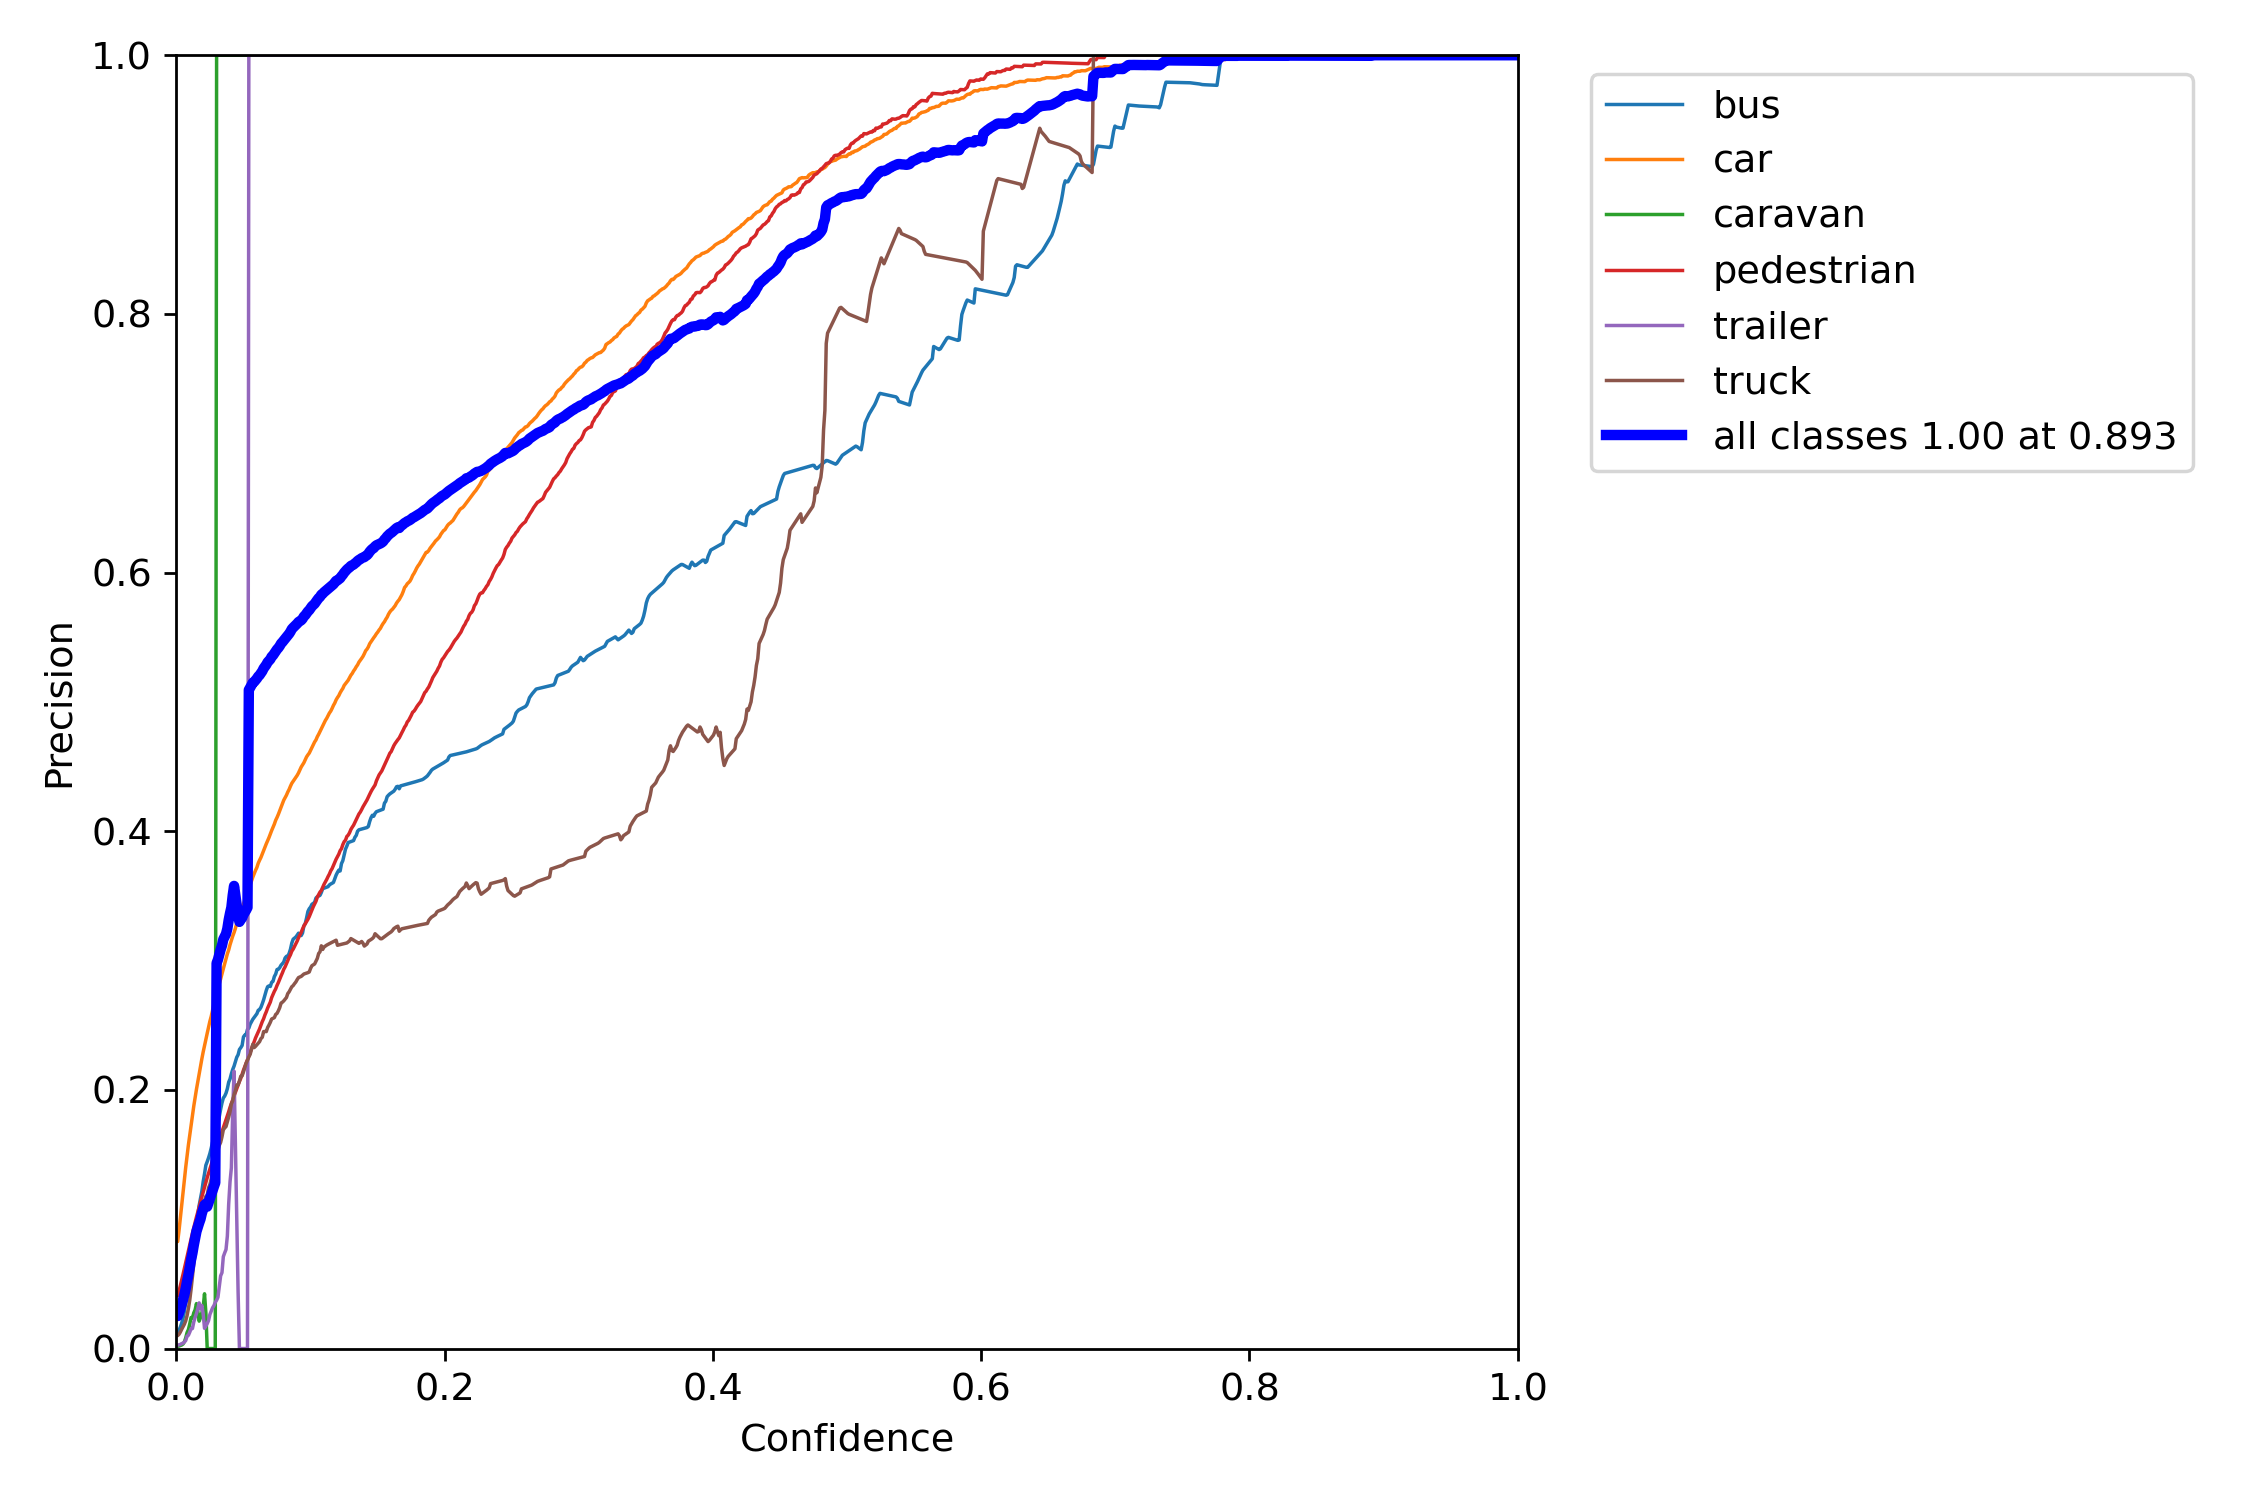 1.0
0.8
0.6
0.4
0.2
0.0
0.0 0.2 0.4 0.6 0.8 1.0
Precision
Confidence
bus
car
caravan
pedestrian
trailer
truck
all classes 1.00 at 0.893